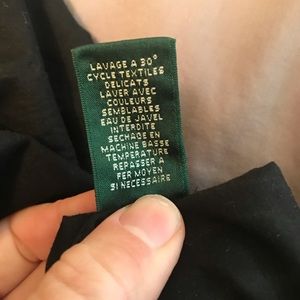 LAVAGE A 30°
CYCLE TEXTILES
DELICATS
LAVER AVEC
COULEURS
SEMBLABLES
EAU DE JAVEL
INTERDITE
SECHAGE EN
MACHINE BASSE
TEMPERATURE
REPASSER A
FER MOYEN
SI NECESSAIRE